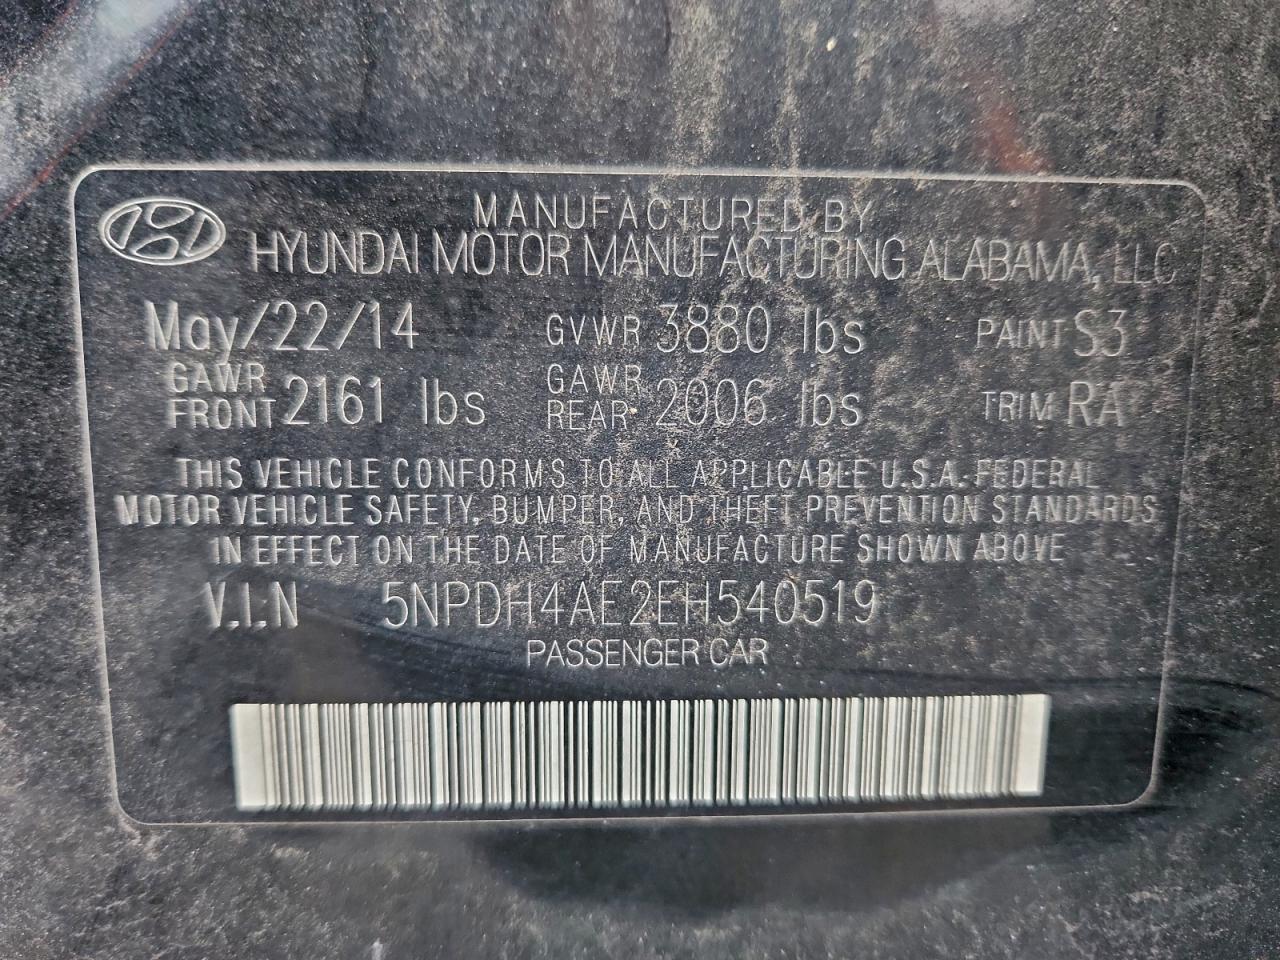 MANUFACTURED BY
HYUNDAI MOTOR MANUFACTURING ALABAMA, LLC
May/22/14 GVWR 3880 lbs PAINT S3
GAWR FRONT 2161 lbs GAWR REAR 2006 lbs TRIM RA
THIS VEHICLE CONFORMS TO ALL APPLICABLE U.S.A. FEDERAL
MOTOR VEHICLE SAFETY, BUMPER, AND THEFT PREVENTION STANDARDS
IN EFFECT ON THE DATE OF MANUFACTURE SHOWN ABOVE
V.I.N 5NPDH4AE2EH540519
PASSENGER CAR